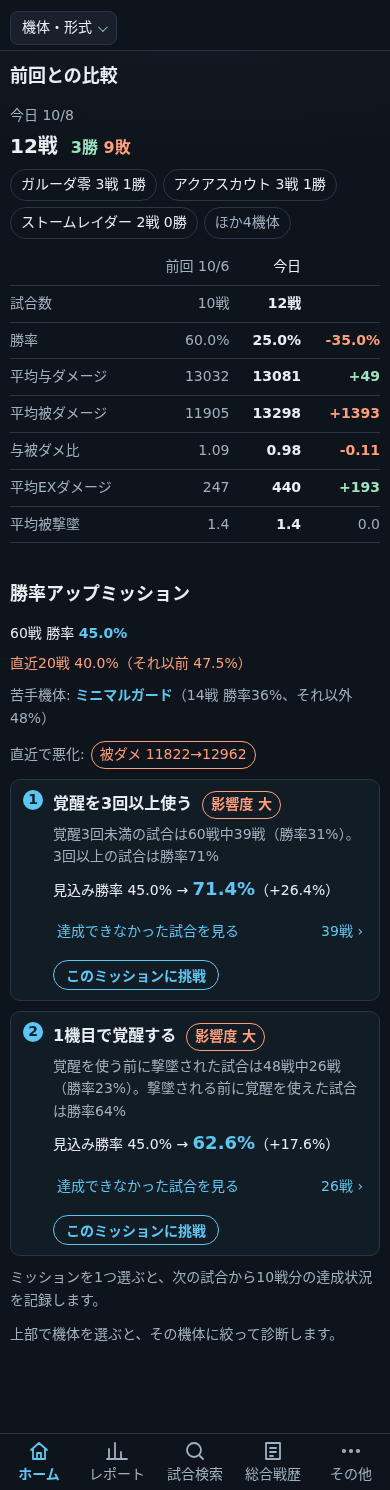 機体・形式
前回との比較
今日 10/8
12戦 3勝 9敗
ガルーダ零 3戦 1勝 アクアスカウト 3戦 1勝
ストームレイダー 2戦 0勝 ほか4機体
前回 10/6 今日
試合数 10戦 12戦
勝率 60.0% 25.0% -35.0%
平均与ダメージ 13032 13081 +49
平均被ダメージ 11905 13298 +1393
与被ダメ比 1.09 0.98 -0.11
平均EXダメージ 247 440 +193
平均被撃墜 1.4 1.4 0.0
勝率アップミッション
60戦 勝率 45.0%
直近20戦 40.0%（それ以前 47.5%）
苦手機体: ミニマルガード（14戦 勝率36%、それ以外
48%）
直近で悪化: 被ダメ 11822→12962
1 覚醒を3回以上使う 影響度 大
覚醒3回未満の試合は60戦中39戦（勝率31%）。
3回以上の試合は勝率71%
見込み勝率 45.0% → 71.4%（+26.4%）
達成できなかった試合を見る 39戦 ›
このミッションに挑戦
2 1機目で覚醒する 影響度 大
覚醒を使う前に撃墜された試合は48戦中26戦
（勝率23%）。撃墜される前に覚醒を使えた試合
は勝率64%
見込み勝率 45.0% → 62.6%（+17.6%）
達成できなかった試合を見る 26戦 ›
このミッションに挑戦
ミッションを1つ選ぶと、次の試合から10戦分の達成状況
を記録します。
上部で機体を選ぶと、その機体に絞って診断します。
ホーム レポート 試合検索 総合戦歴 その他